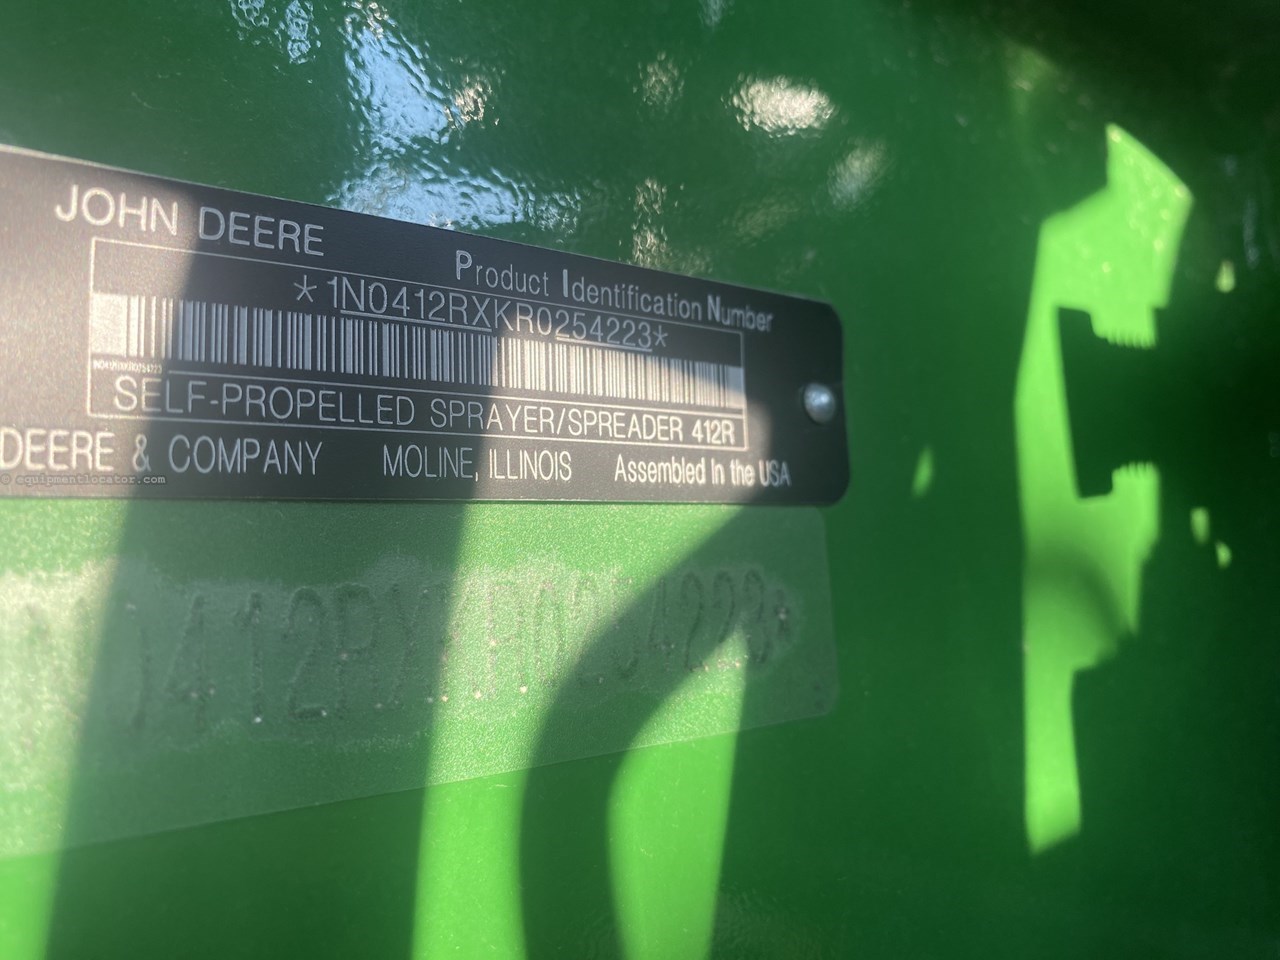 JOHN DEERE
Product Identification Number
*1N0412RXKR0254223*
SELF-PROPELLED SPRAYER/SPREADER 412R
DEERE & COMPANY MOLINE, ILLINOIS Assembled In the USA
© equipmentlocator.com